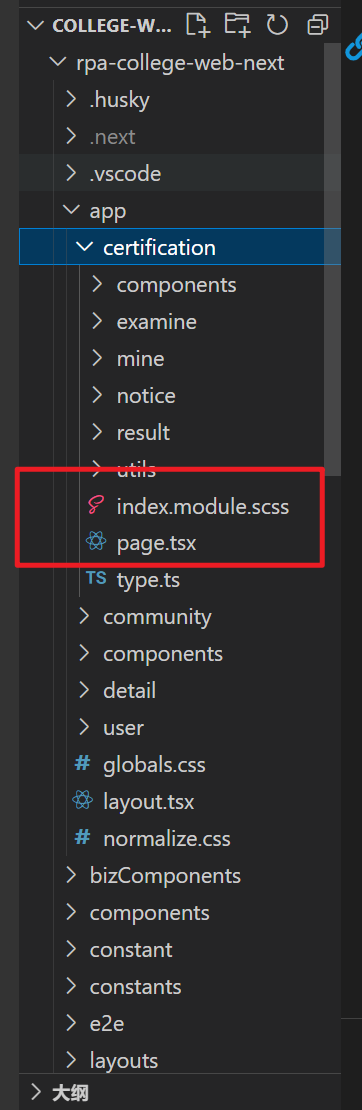 COLLEGE-W...
rpa-college-web-next
.husky
.next
.vscode
app
certification
components
examine
mine
notice
result
utils
index.module.scss
page.tsx
TS type.ts
community
components
detail
user
# globals.css
layout.tsx
# normalize.css
bizComponents
components
constant
constants
e2e
layouts
大纲